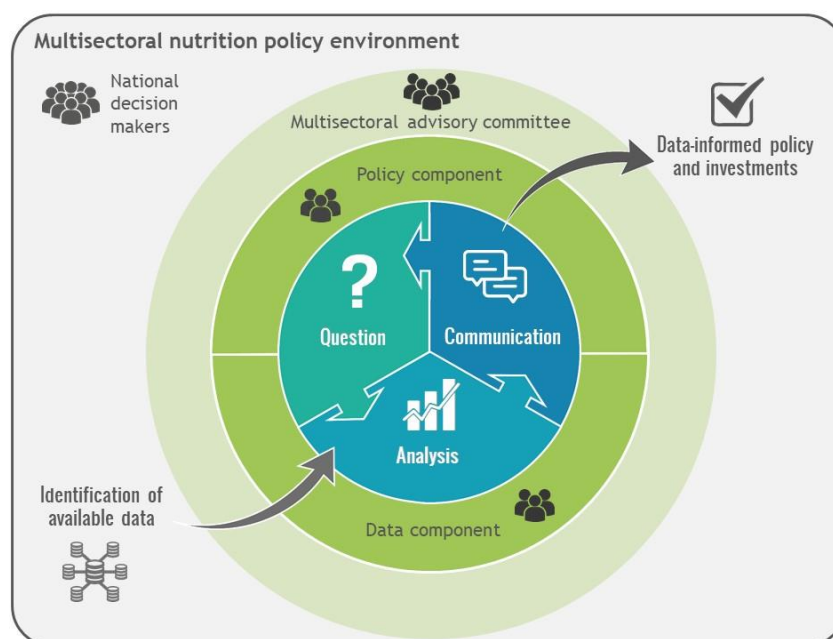 Multisectoral nutrition policy environment
National
decision
makers
Multisectoral advisory committee
Data-informed policy
and investments
Policy component
?
Question
Communication
Analysis
Identification of
available data
Data component